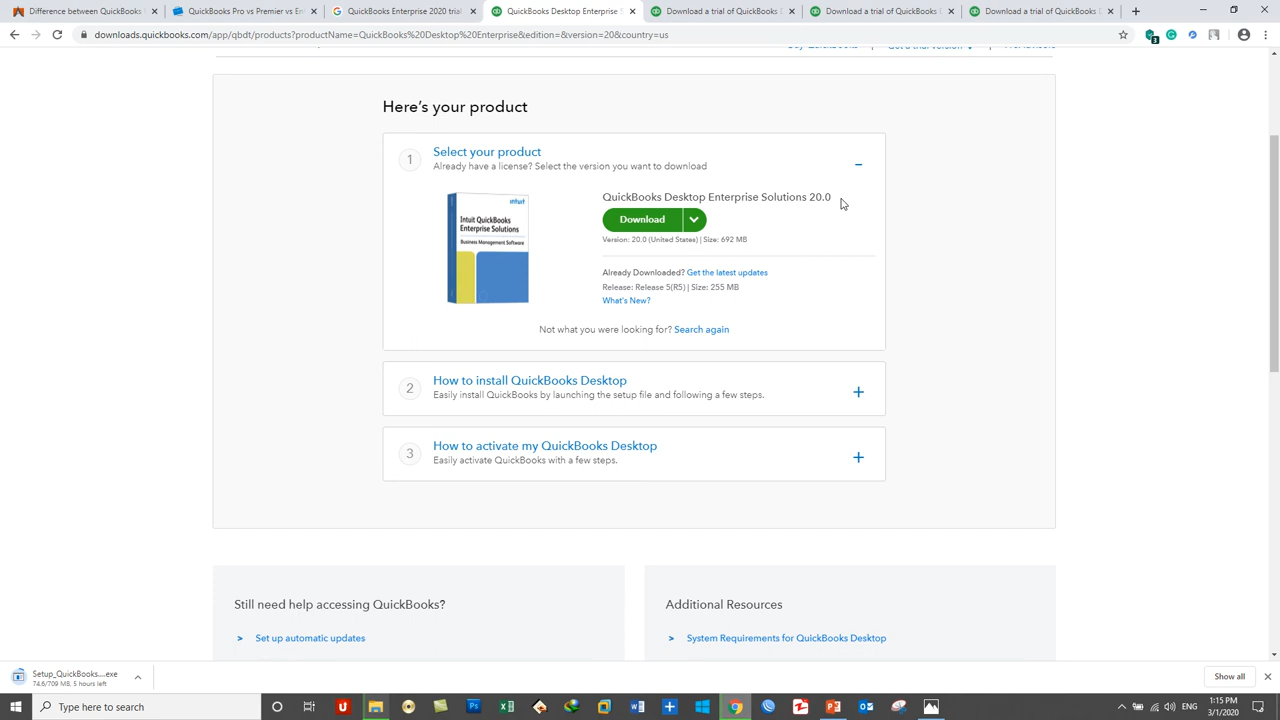 Difference between QuickBooks
QuickBooks Pro vs Premier vs Ent
QuickBooks Enterprise 2020 trial
QuickBooks Desktop Enterprise S
Download a trial of QuickBooks E
Download a trial of QuickBooks E
Download a trial of QuickBooks D
downloads.quickbooks.com/app/qbdt/products?productName=QuickBooks%20Desktop%20Enterprise&edition=&version=20&country=us
3
Here's your product
1
Select your product
Already have a license? Select the version you want to download
intuit
Intuit QuickBooks
Enterprise Solutions
Business Management Software
QuickBooks Desktop Enterprise Solutions 20.0
Download
Version: 20.0 (United States) | Size: 692 MB
Already Downloaded? Get the latest updates
Release: Release 5(R5) | Size: 255 MB
What's New?
Not what you were looking for? Search again
2
How to install QuickBooks Desktop
Easily install QuickBooks by launching the setup file and following a few steps.
3
How to activate my QuickBooks Desktop
Easily activate QuickBooks with a few steps.
Still need help accessing QuickBooks?
> Set up automatic updates
Additional Resources
> System Requirements for QuickBooks Desktop
Setup_QuickBooks....exe
74.6/709 MB, 5 hours left
Show all
Type here to search
ENG
1:15 PM
3/1/2020